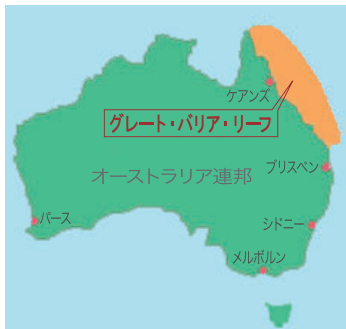 ケアンズ
グレート・バリア・リーフ
オーストラリア連邦
ブリスベン
パース
シドニー
メルボルン